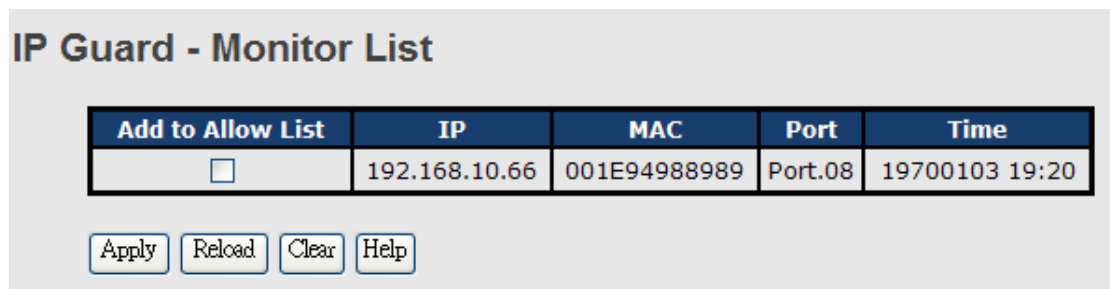 IP Guard - Monitor List
Add to Allow List IP MAC Port Time
192.168.10.66 001E94988989 Port.08 19700103 19:20
Apply Reload Clear Help